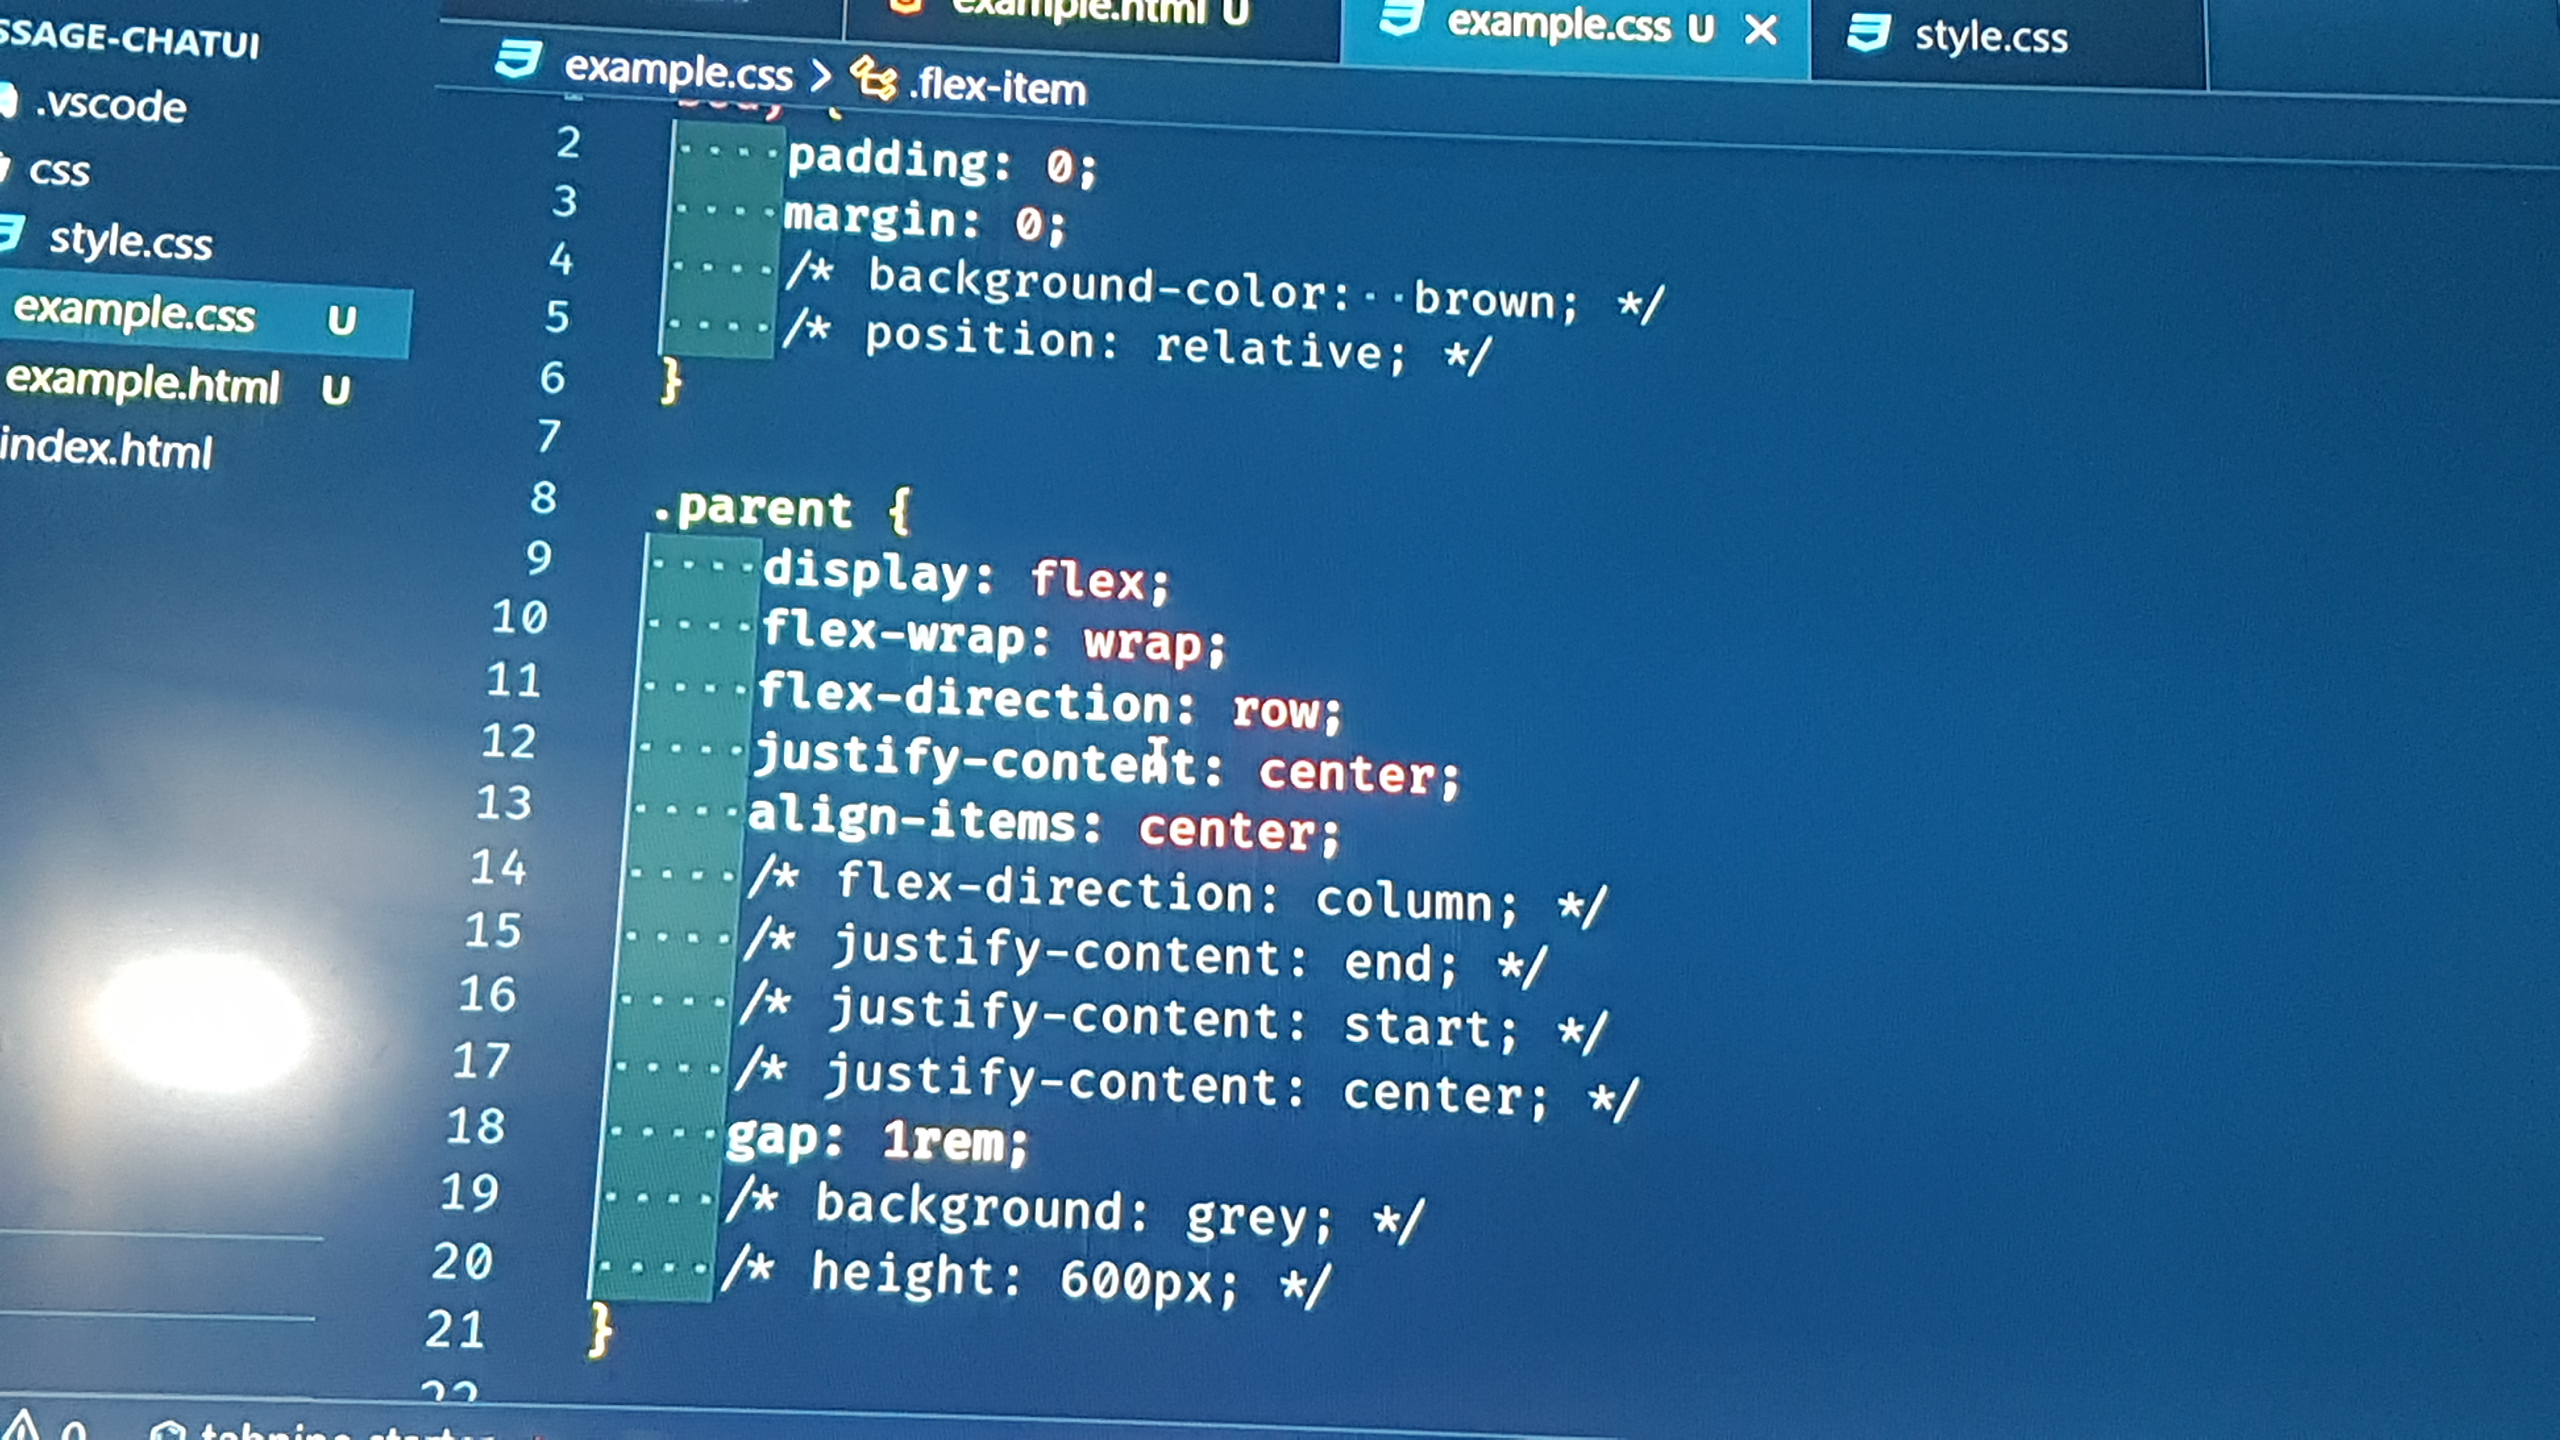 SSAGE-CHATUI
.vscode
css
style.css
example.css U
example.html U
index.html
example.html U
example.css U
style.css
example.css > .flex-item
body {
2 padding: 0;
3 margin: 0;
4 /* background-color:··brown; */
5 /* position: relative; */
6 }
7
8 .parent {
9 display: flex;
10 flex-wrap: wrap;
11 flex-direction: row;
12 justify-content: center;
13 align-items: center;
14 /* flex-direction: column; */
15 /* justify-content: end; */
16 /* justify-content: start; */
17 /* justify-content: center; */
18 gap: 1rem;
19 /* background: grey; */
20 /* height: 600px; */
21 }
22
0